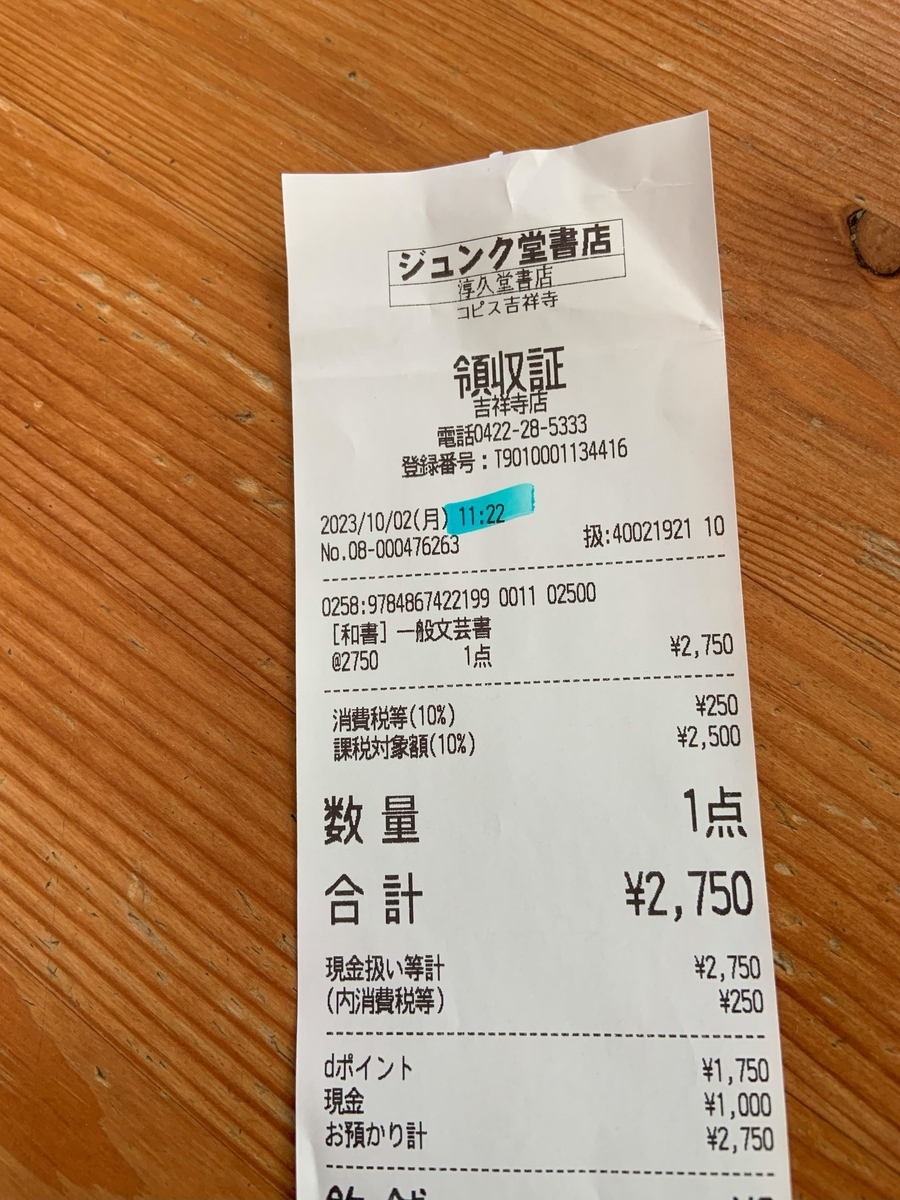 ジュンク堂書店
淳久堂書店
コピス吉祥寺
領収証
吉祥寺店
電話0422-28-5333
登録番号：T9010001134416
2023/10/02(月) 11:22
No.08-000476263 扱:40021921 10
0258:9784867422199 0011 02500
[和書] 一般文芸書
@2750 1点 ¥2,750
消費税等(10%) ¥250
課税対象額(10%) ¥2,500
数量 1点
合計 ¥2,750
現金扱い等計 ¥2,750
(内消費税等) ¥250
dポイント ¥1,750
現金 ¥1,000
お預かり計 ¥2,750